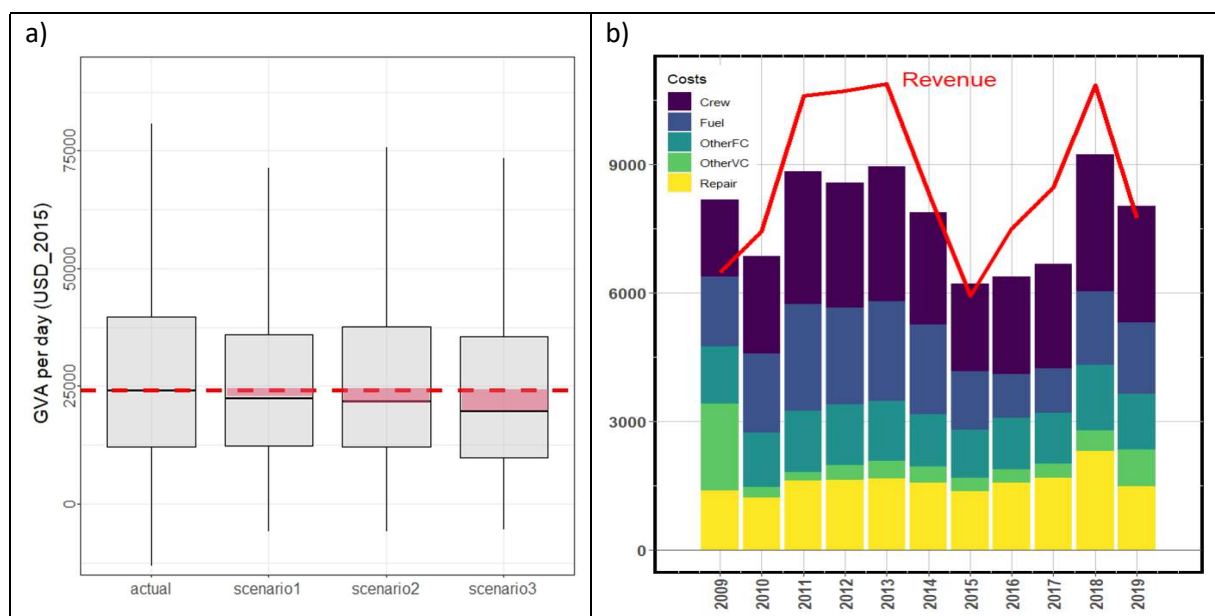 a)
GVA per day (USD_2015)
75000
50000
25000
0
actual scenario1 scenario2 scenario3
b)
Costs
Crew
Fuel
OtherFC
OtherVC
Repair
Revenue
9000
6000
3000
0
2009 2010 2011 2012 2013 2014 2015 2016 2017 2018 2019